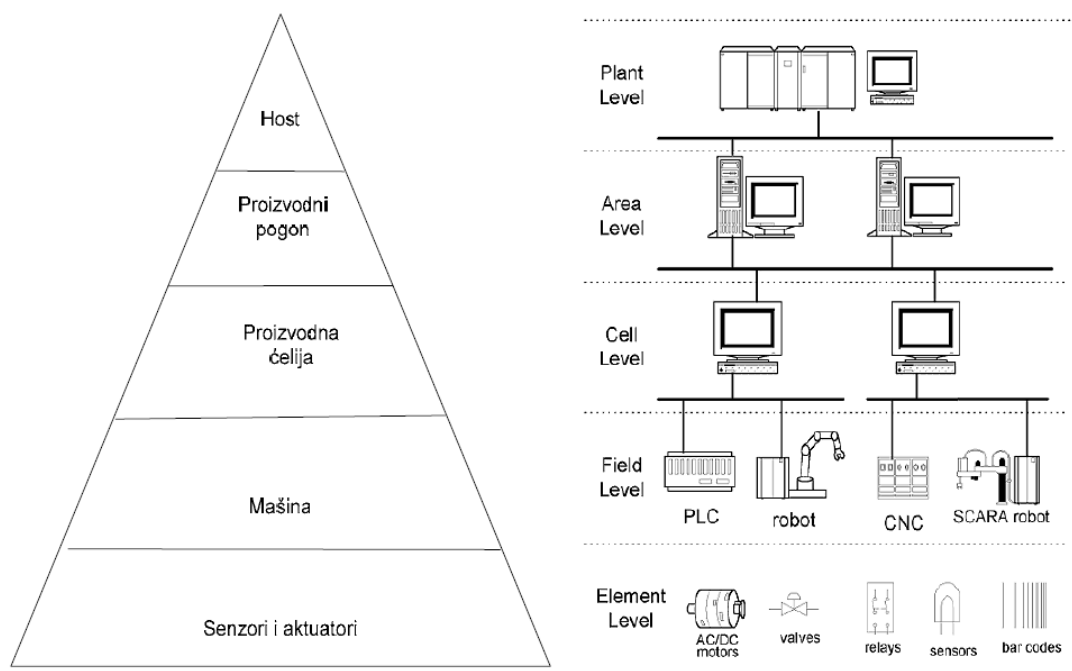 Host
Proizvodni
pogon
Proizvodna
ćelija
Mašina
Senzori i aktuatori
Plant
Level
Area
Level
Cell
Level
Field
Level
PLC
robot
CNC
SCARA robot
Element
Level
AC/DC
motors
valves
relays
sensors
bar codes